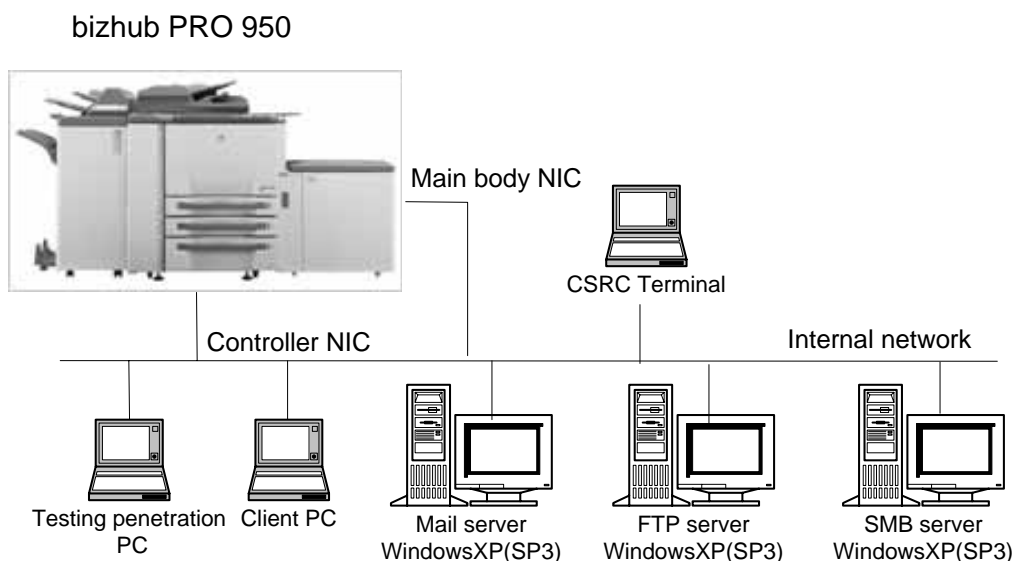 bizhub PRO 950
Main body NIC
CSRC Terminal
Controller NIC
Internal network
Testing penetration
PC
Client PC
Mail server
WindowsXP(SP3)
FTP server
WindowsXP(SP3)
SMB server
WindowsXP(SP3)